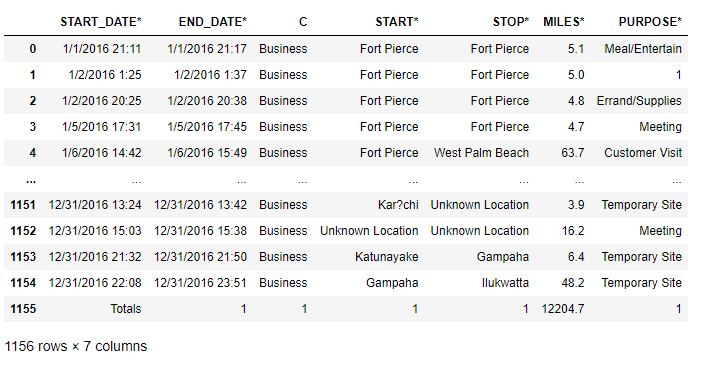 START_DATE* END_DATE* C START* STOP* MILES* PURPOSE*
0 1/1/2016 21:11 1/1/2016 21:17 Business Fort Pierce Fort Pierce 5.1 Meal/Entertain
1 1/2/2016 1:25 1/2/2016 1:37 Business Fort Pierce Fort Pierce 5.0 1
2 1/2/2016 20:25 1/2/2016 20:38 Business Fort Pierce Fort Pierce 4.8 Errand/Supplies
3 1/5/2016 17:31 1/5/2016 17:45 Business Fort Pierce Fort Pierce 4.7 Meeting
4 1/6/2016 14:42 1/6/2016 15:49 Business Fort Pierce West Palm Beach 63.7 Customer Visit
... ... ... ... ... ... ... ...
1151 12/31/2016 13:24 12/31/2016 13:42 Business Kar?chi Unknown Location 3.9 Temporary Site
1152 12/31/2016 15:03 12/31/2016 15:38 Business Unknown Location Unknown Location 16.2 Meeting
1153 12/31/2016 21:32 12/31/2016 21:50 Business Katunayake Gampaha 6.4 Temporary Site
1154 12/31/2016 22:08 12/31/2016 23:51 Business Gampaha Ilukwatta 48.2 Temporary Site
1155 Totals 1 1 1 1 12204.7 1
1156 rows × 7 columns